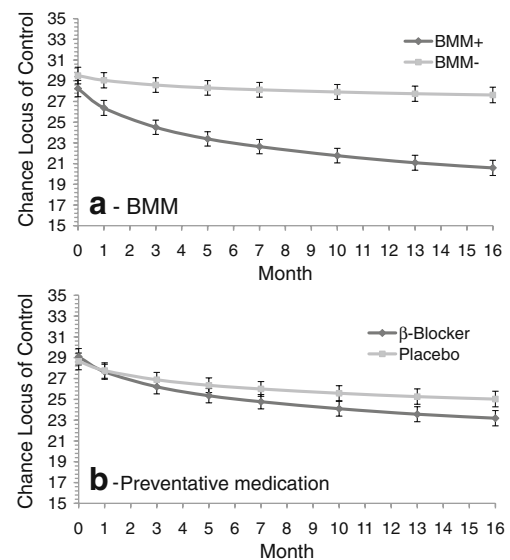 35
33
31
29
27
25
23
21
19
17
15
Chance Locus of Control
BMM+
BMM-
a - BMM
0 1 2 3 4 5 6 7 8 9 10 11 12 13 14 15 16
Month
35
33
31
29
27
25
23
21
19
17
15
Chance Locus of Control
β-Blocker
Placebo
b -Preventative medication
0 1 2 3 4 5 6 7 8 9 10 11 12 13 14 15 16
Month